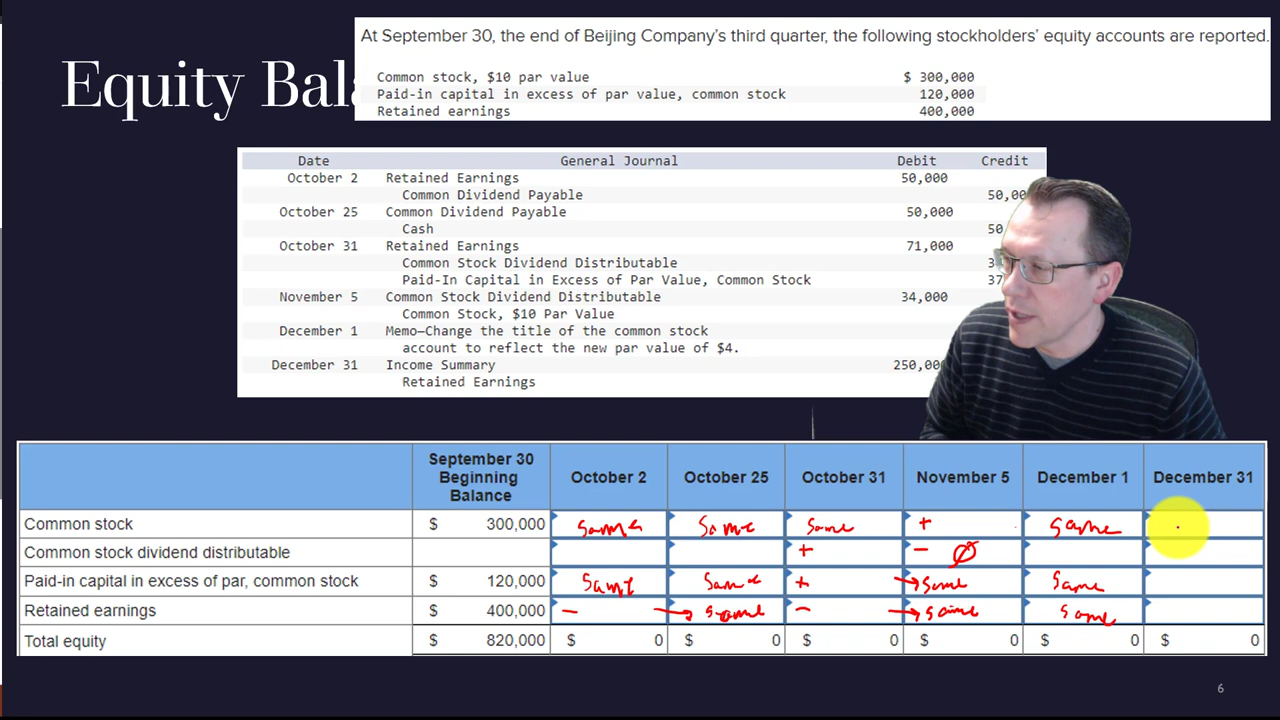 At September 30, the end of Beijing Company's third quarter, the following stockholders' equity accounts are reported.
Equity Bal
Common stock, $10 par value $ 300,000
Paid-in capital in excess of par value, common stock 120,000
Retained earnings 400,000
Date General Journal Debit Credit
October 2 Retained Earnings 50,000
Common Dividend Payable 50,00
October 25 Common Dividend Payable 50,000
Cash 50
October 31 Retained Earnings 71,000
Common Stock Dividend Distributable 3
Paid-In Capital in Excess of Par Value, Common Stock 37
November 5 Common Stock Dividend Distributable 34,000
Common Stock, $10 Par Value
December 1 Memo—Change the title of the common stock
account to reflect the new par value of $4.
December 31 Income Summary 250,00
Retained Earnings
September 30 Beginning Balance October 2 October 25 October 31 November 5 December 1 December 31
Common stock $ 300,000 same same same + same
Common stock dividend distributable + - Ø
Paid-in capital in excess of par, common stock $ 120,000 same same + → same same
Retained earnings $ 400,000 - → same - → same same
Total equity $ 820,000 $ 0 $ 0 $ 0 $ 0 $ 0 $ 0
6